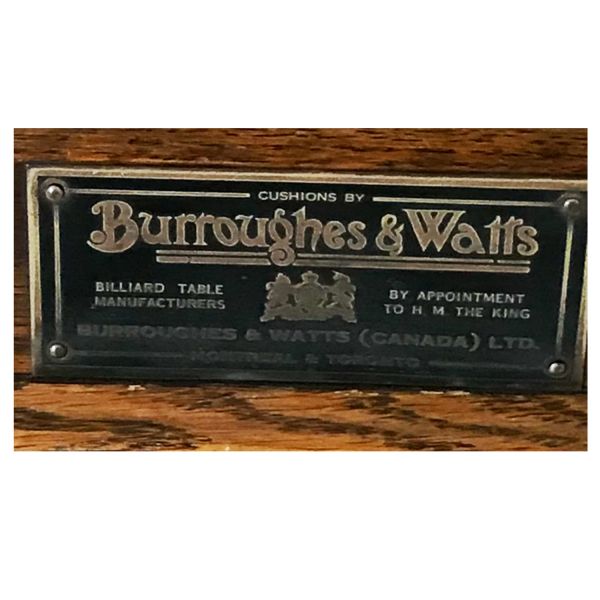 CUSHIONS BY
Burroughes & Watts
BILLIARD TABLE
MANUFACTURERS
BY APPOINTMENT
TO H M THE KING
BURROUGHES & WATTS (CANADA) LTD.
MONTREAL & TORONTO